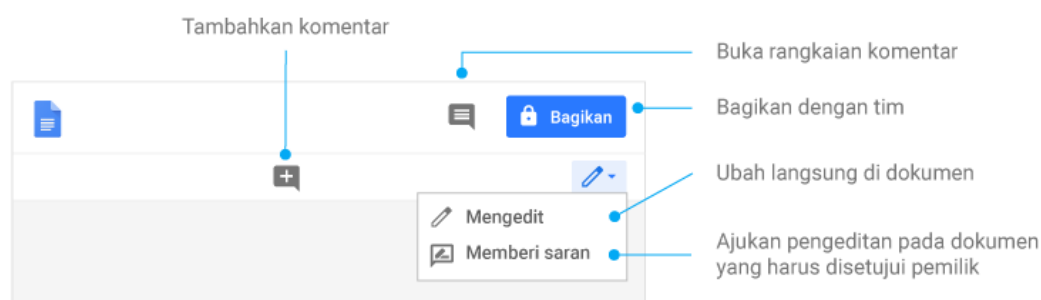 Tambahkan komentar
Buka rangkaian komentar
Bagikan
Bagikan dengan tim
Ubah langsung di dokumen
Mengedit
Memberi saran
Ajukan pengeditan pada dokumen
yang harus disetujui pemilik